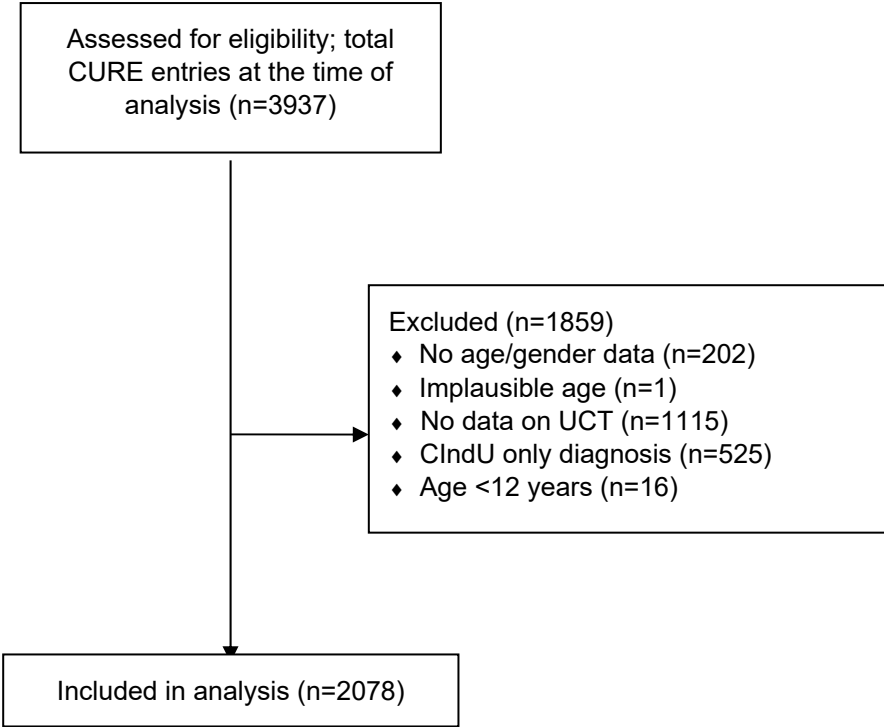 Assessed for eligibility; total
CURE entries at the time of
analysis (n=3937)
Excluded (n=1859)
♦ No age/gender data (n=202)
♦ Implausible age (n=1)
♦ No data on UCT (n=1115)
♦ CIndU only diagnosis (n=525)
♦ Age <12 years (n=16)
Included in analysis (n=2078)